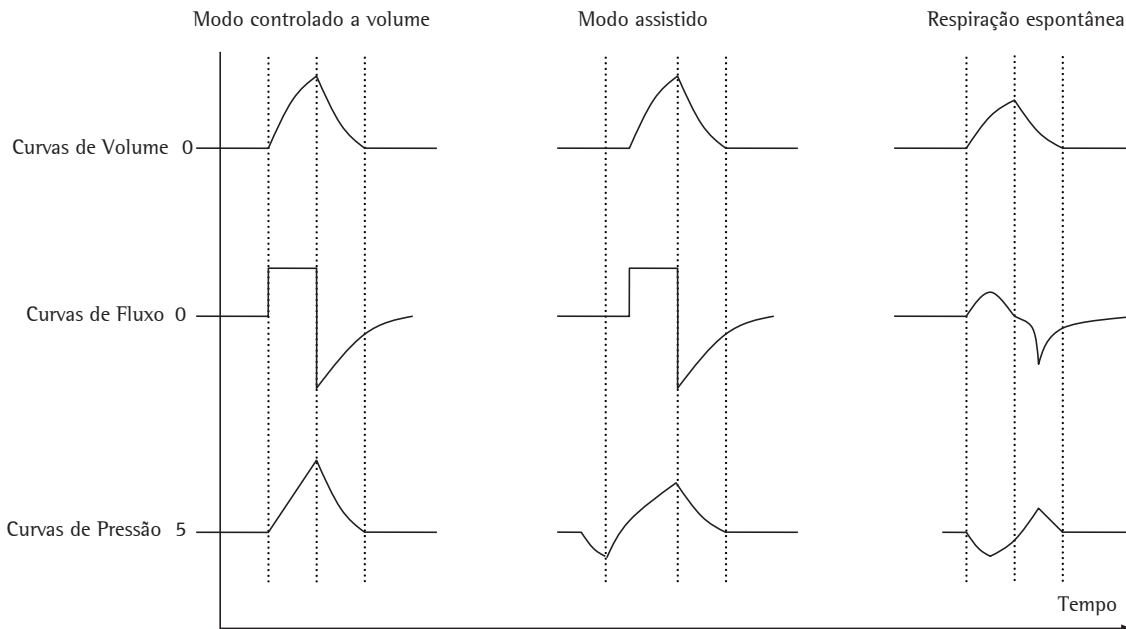 Modo controlado a volume
Modo assistido
Respiração espontânea
Curvas de Volume 0
Curvas de Fluxo 0
Curvas de Pressão 5
Tempo